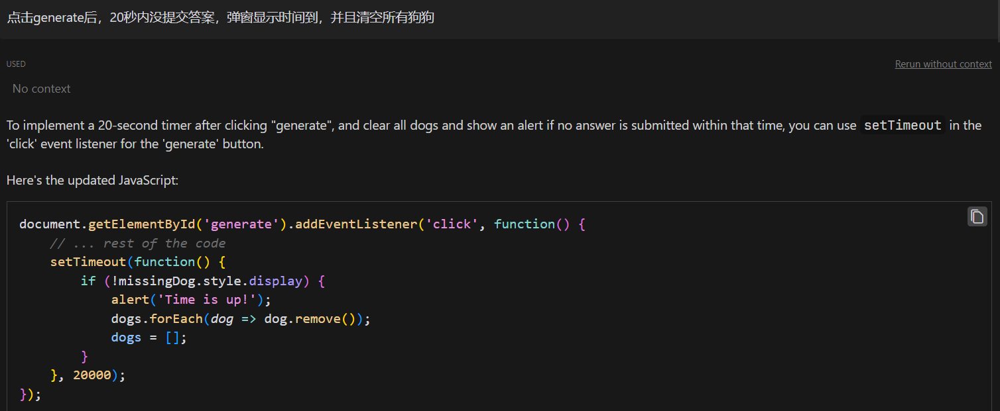 点击generate后，20秒内没提交答案，弹窗显示时间到，并且清空所有狗狗
USED
Rerun without context
No context
To implement a 20-second timer after clicking "generate", and clear all dogs and show an alert if no answer is submitted within that time, you can use setTimeout in the
'click' event listener for the 'generate' button.
Here's the updated JavaScript:
document.getElementById('generate').addEventListener('click', function() {
    // ... rest of the code
    setTimeout(function() {
        if (!missingDog.style.display) {
            alert('Time is up!');
            dogs.forEach(dog => dog.remove());
            dogs = [];
        }
    }, 20000);
});